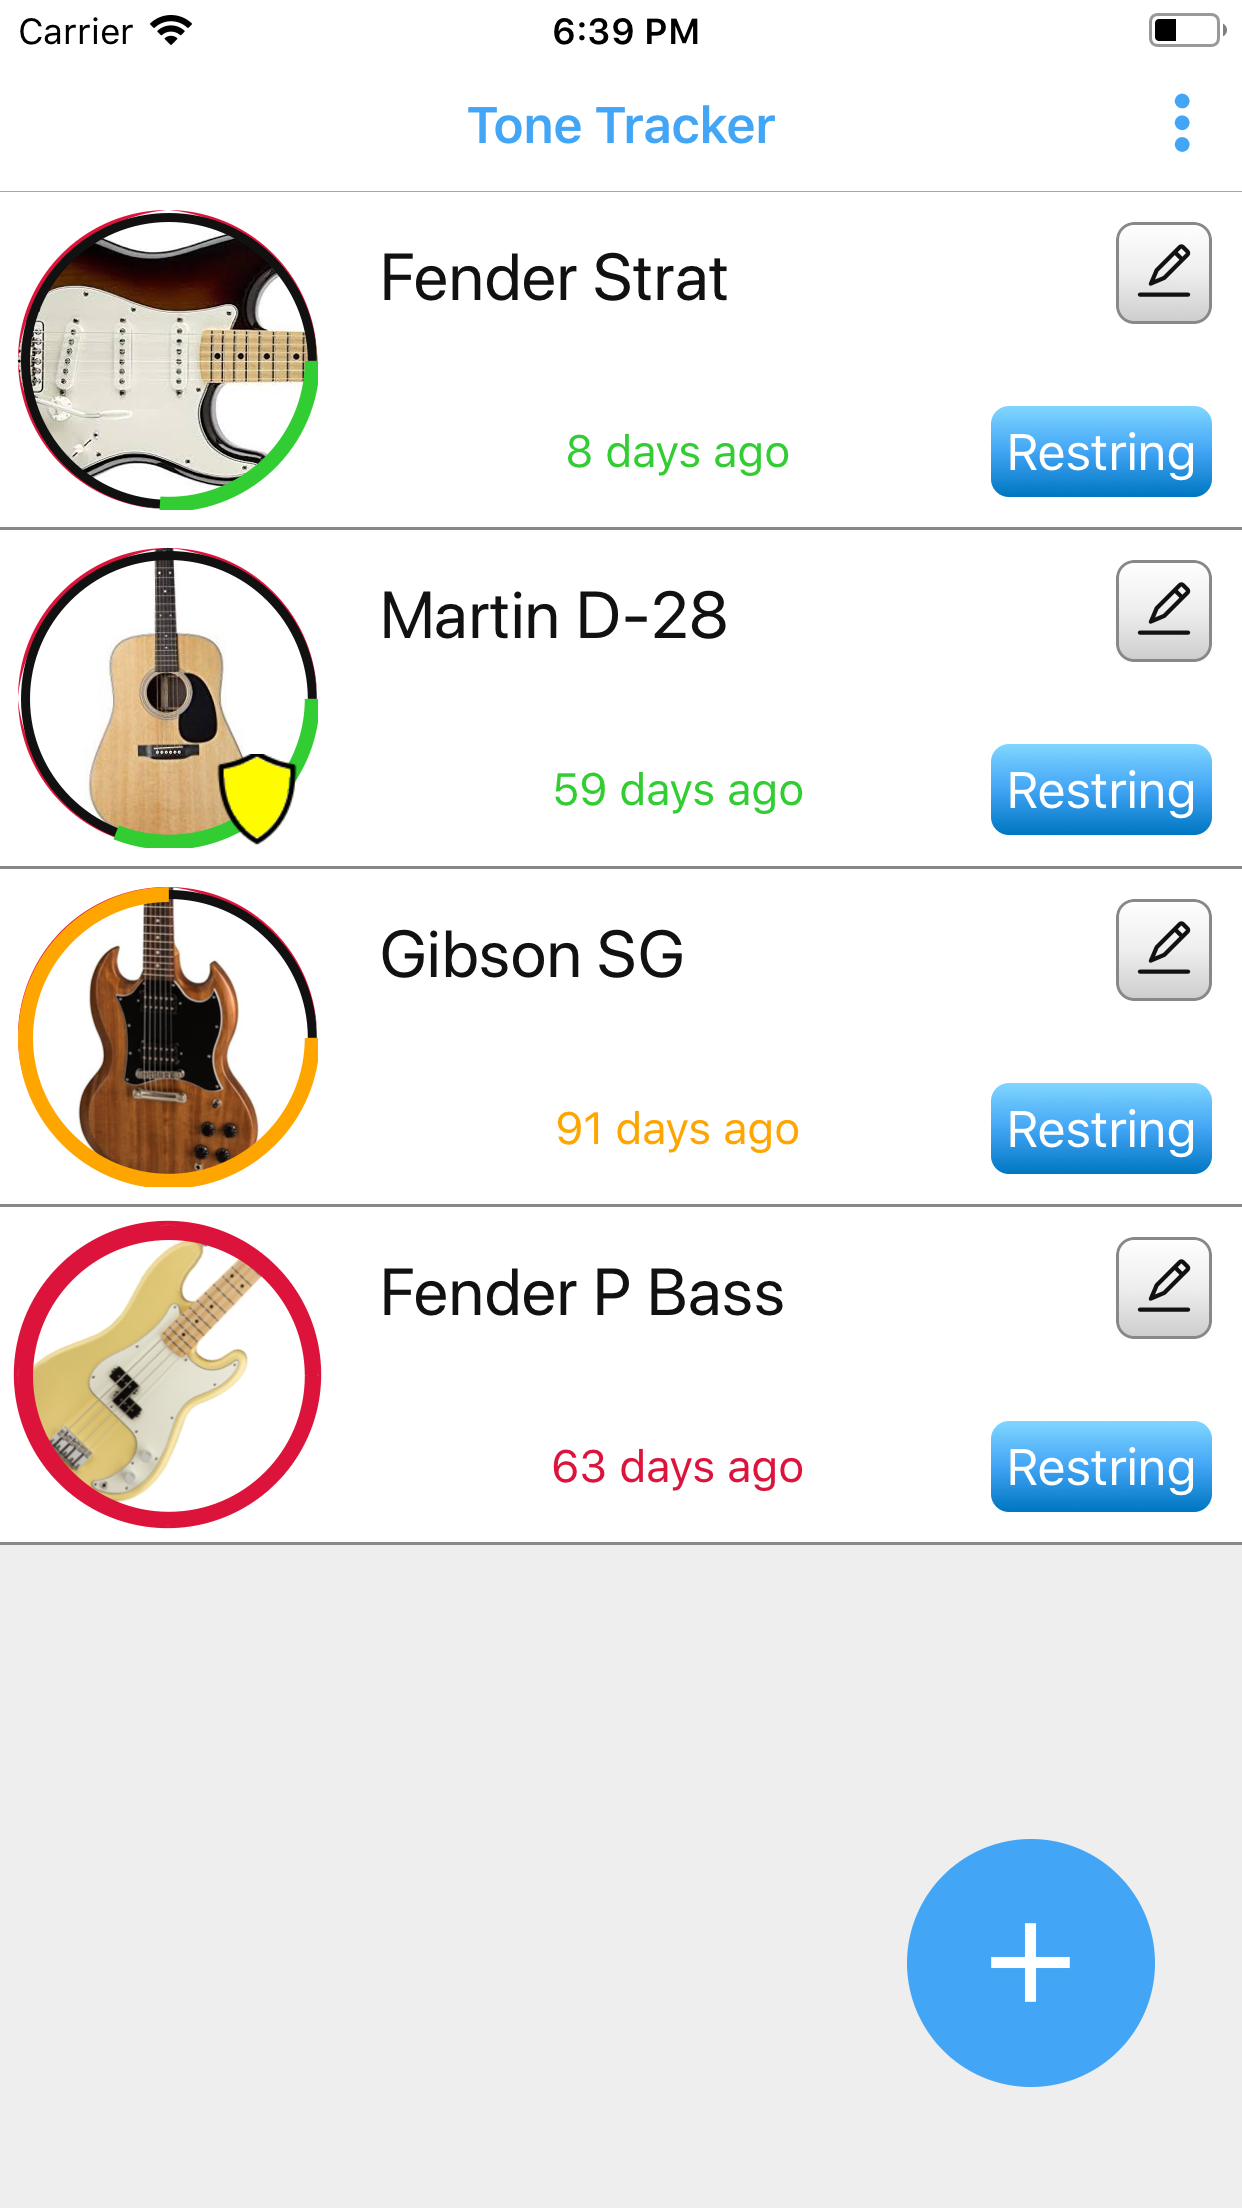 Carrier 6:39 PM
Tone Tracker
Fender Strat
8 days ago Restring
Martin D-28
59 days ago Restring
Gibson SG
91 days ago Restring
Fender P Bass
63 days ago Restring